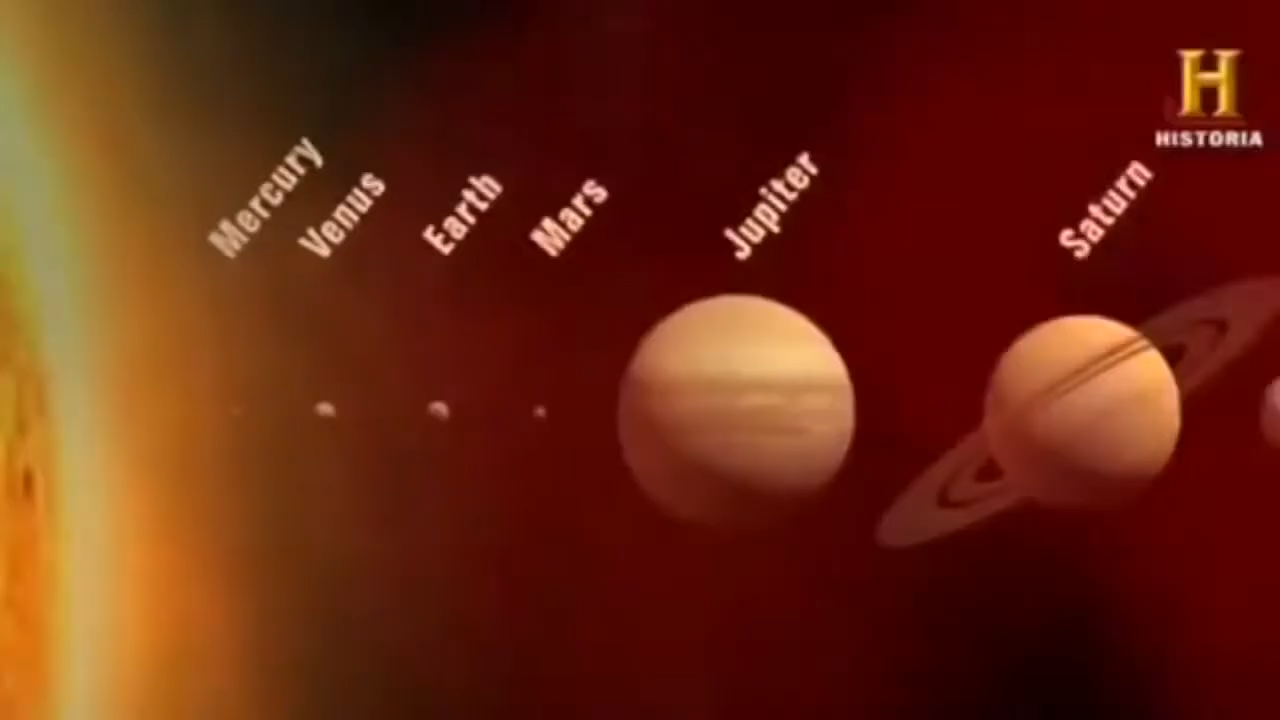 Mercury
Venus
Earth
Mars
Jupiter
Saturn
H
HISTORIA